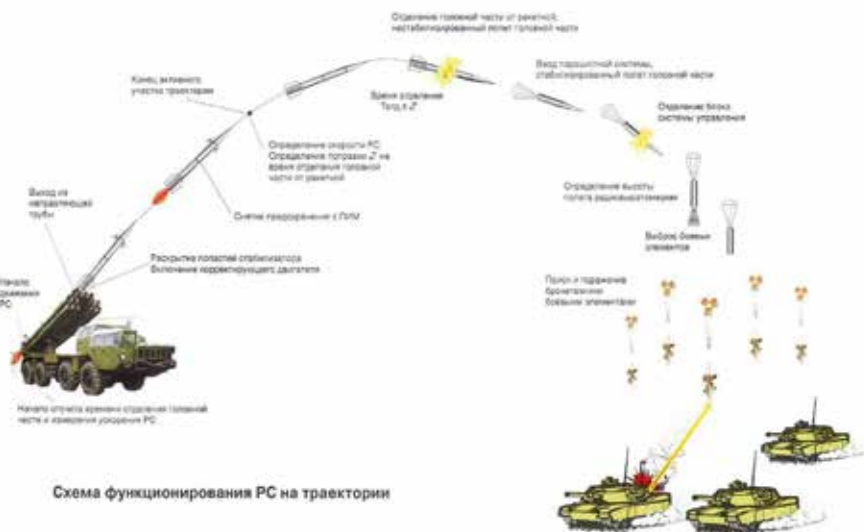 Начало
движения
РС
Начало отсчета времени отделения головной
части и измерения ускорения РС
Выход из
направляющей
трубы
Раскрытие лопастей стабилизатора
Включение корректирующего двигателя
Снятие предохранения с ПИМ
Конец активного
участка траектории
Определение скорости РС
Определение поправки на
время отделения головной
части от ракетной
Отделение головной части от ракетной,
нестабилизированный полет головной части
Время отделения
Ввод парашютной системы,
стабилизированный полет головной части
Отделение блока
системы управления
Определение высоты
полета радиовысотомером
Выброс боевых
элементов
Поиск и поражение
бронетехники
боевыми элементами
Схема функционирования РС на траектории